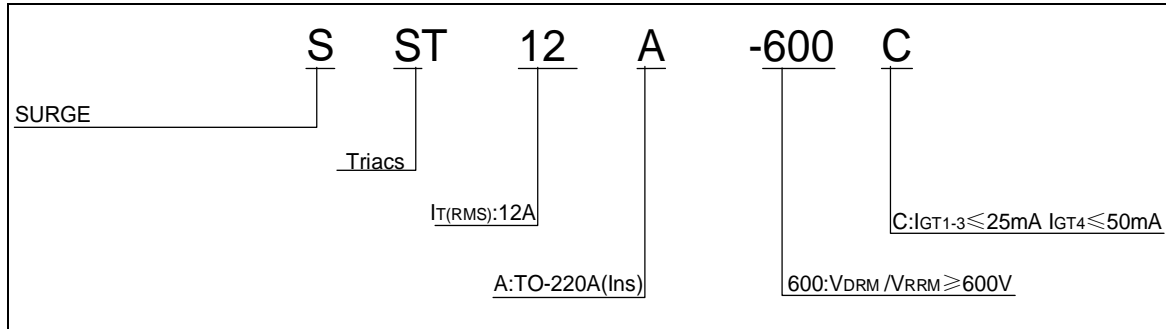 S ST 12 A -600 C
SURGE
Triacs
IT(RMS):12A
C:IGT1-3≦25mA IGT4≦50mA
A:TO-220A(Ins)
600:VDRM /VRRM≧600V